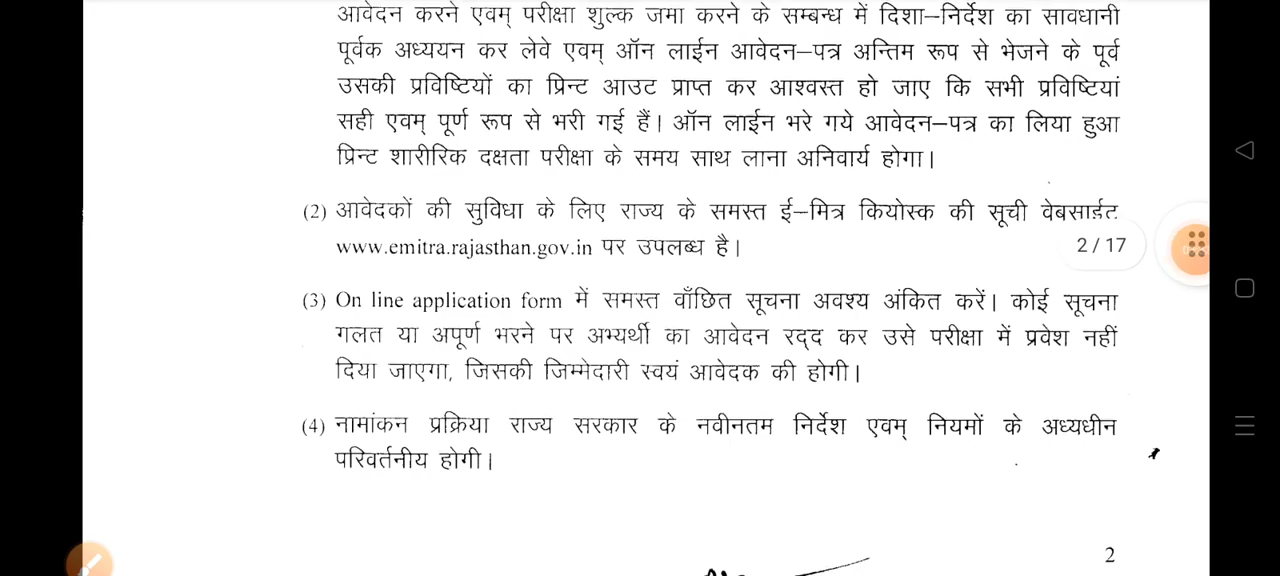 आवेदन करने एवम् परीक्षा शुल्क जमा करने के सम्बन्ध में दिशा–निर्देश का सावधानी
पूर्वक अध्ययन कर लेवे एवम् ऑन लाईन आवेदन–पत्र अन्तिम रूप से भेजने के पूर्व
उसकी प्रविष्टियों का प्रिन्ट आउट प्राप्त कर आश्वस्त हो जाए कि सभी प्रविष्टियां
सही एवम् पूर्ण रूप से भरी गई हैं। ऑन लाईन भरे गये आवेदन–पत्र का लिया हुआ
प्रिन्ट शारीरिक दक्षता परीक्षा के समय साथ लाना अनिवार्य होगा।
(2) आवेदकों की सुविधा के लिए राज्य के समस्त ई–मित्र कियोस्क की सूची वेबसाईट
www.emitra.rajasthan.gov.in पर उपलब्ध है।
2 / 17
(3) On line application form में समस्त वाँछित सूचना अवश्य अंकित करें। कोई सूचना
गलत या अपूर्ण भरने पर अभ्यर्थी का आवेदन रद्द कर उसे परीक्षा में प्रवेश नहीं
दिया जाएगा, जिसकी जिम्मेदारी स्वयं आवेदक की होगी।
(4) नामांकन प्रक्रिया राज्य सरकार के नवीनतम निर्देश एवम् नियमों के अध्यधीन
परिवर्तनीय होगी।
2